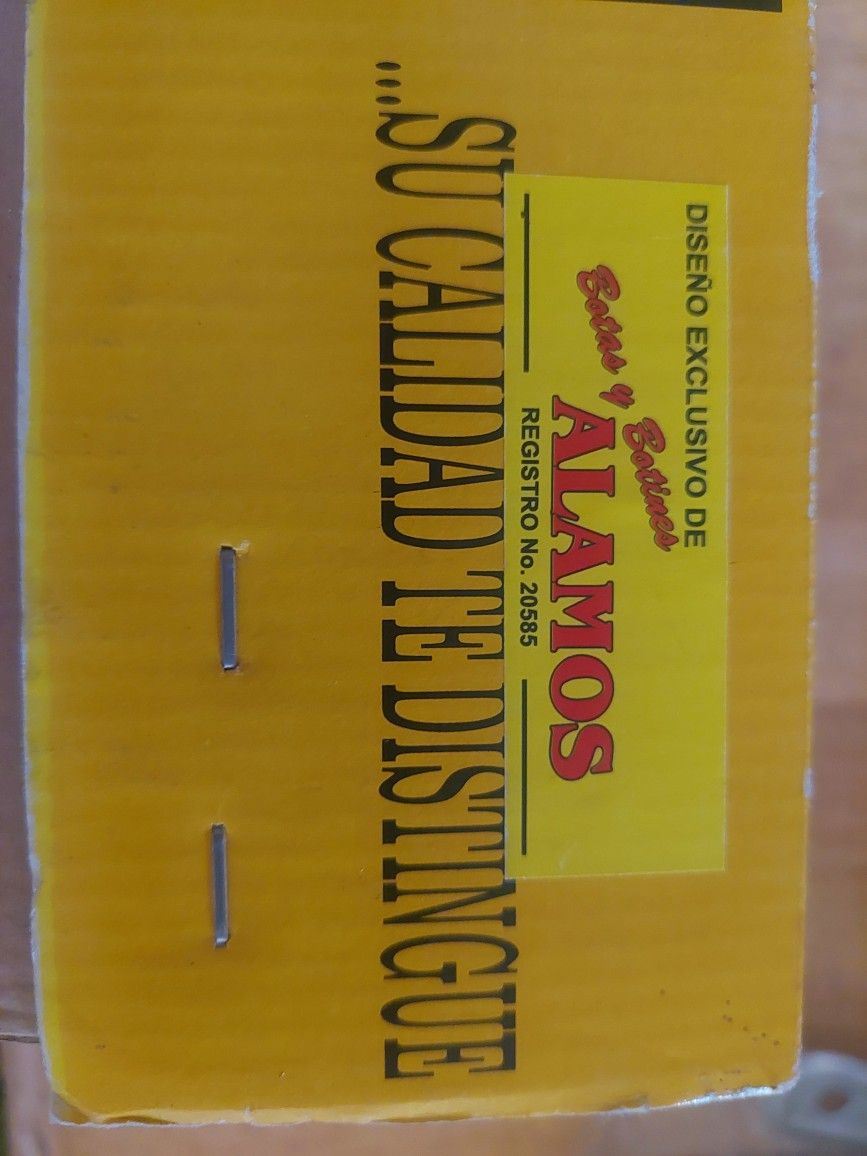 DISEÑO EXCLUSIVO DE
Botas y Botines
ALAMOS
REGISTRO No. 20585
...SU CALIDAD TE DISTINGUE